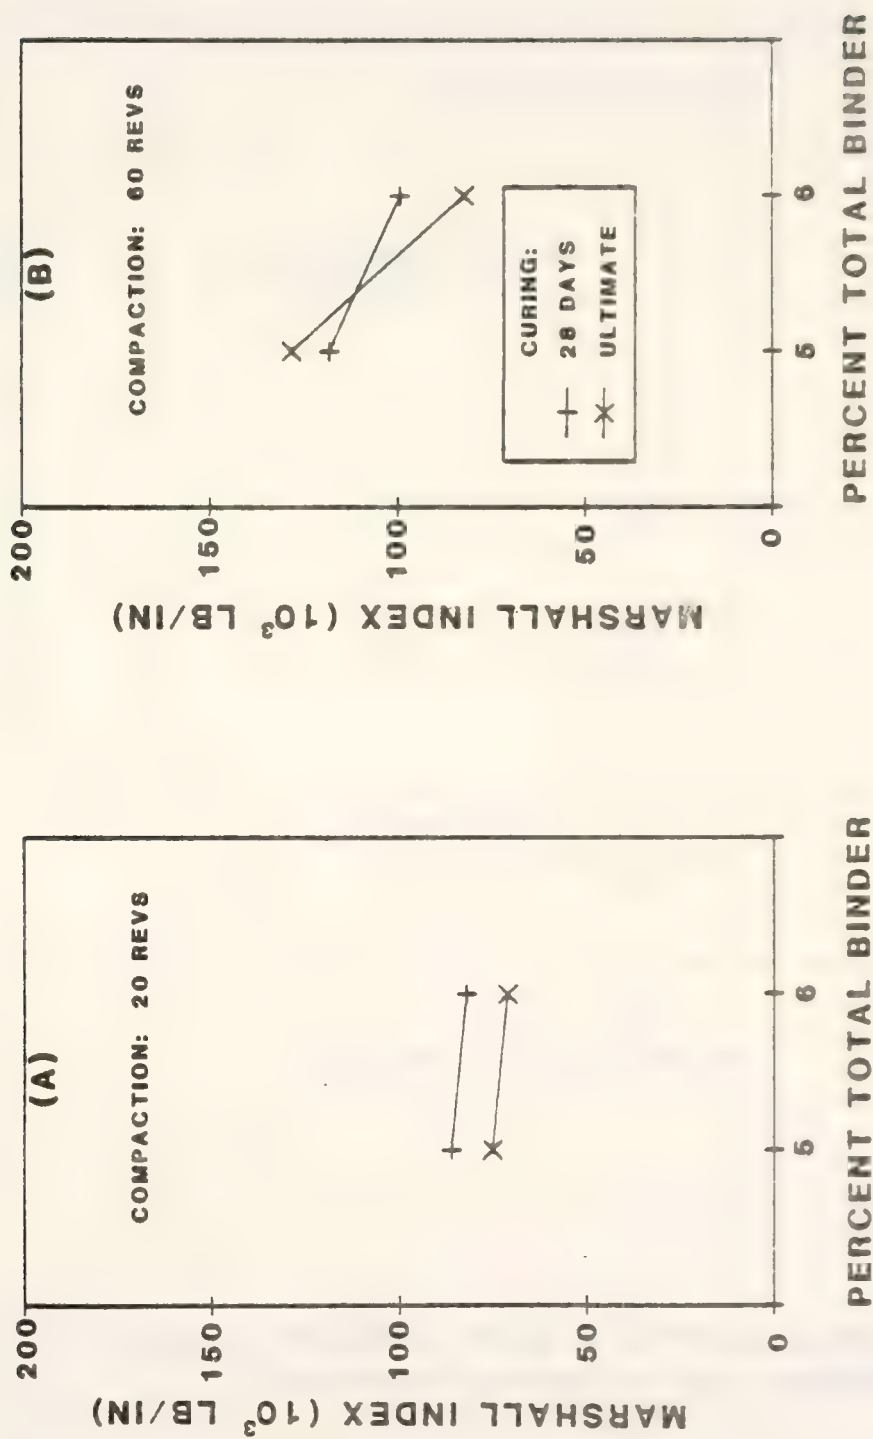 (A)
COMPACTION: 20 REVS
200
150
100
50
0
MARSHALL INDEX (10³ LB/IN)
5
6
PERCENT TOTAL BINDER
(B)
COMPACTION: 60 REVS
200
150
100
50
0
MARSHALL INDEX (10³ LB/IN)
CURING:
28 DAYS
ULTIMATE
5
6
PERCENT TOTAL BINDER